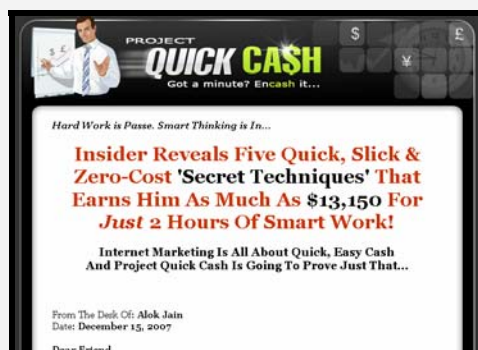 $ £
PROJECT
QUICK CA$H
Got a minute? Encash it...
$ £
¥
Hard Work is Passe. Smart Thinking is In...
Insider Reveals Five Quick, Slick &
Zero-Cost 'Secret Techniques' That
Earns Him As Much As $13,150 For
Just 2 Hours Of Smart Work!
Internet Marketing Is All About Quick, Easy Cash
And Project Quick Cash Is Going To Prove Just That...
From The Desk Of: Alok Jain
Date: December 15, 2007
Dear Friend